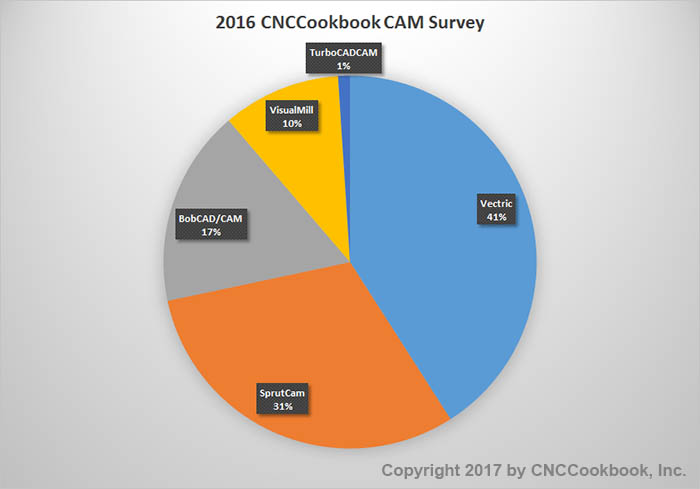 2016 CNCCookbook CAM Survey
TurboCADCAM
1%
VisualMill
10%
Vectric
41%
BobCAD/CAM
17%
SprutCam
31%
Copyright 2017 by CNCCookbook, Inc.